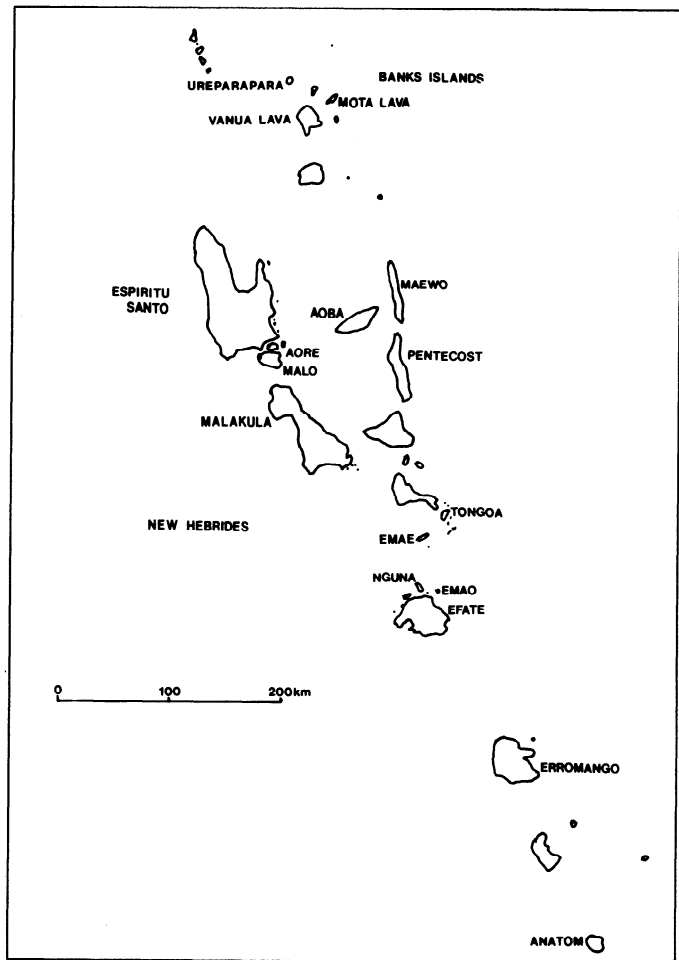 UREPARAPARA
BANKS ISLANDS
MOTA LAVA
VANUA LAVA
ESPIRITU
SANTO
MAEWO
AOBA
AORE
MALO
PENTECOST
MALAKULA
TONGOA
NEW HEBRIDES
EMAE
NGUNA
EMAO
EFATE
0 100 200km
ERROMANGO
ANATOM